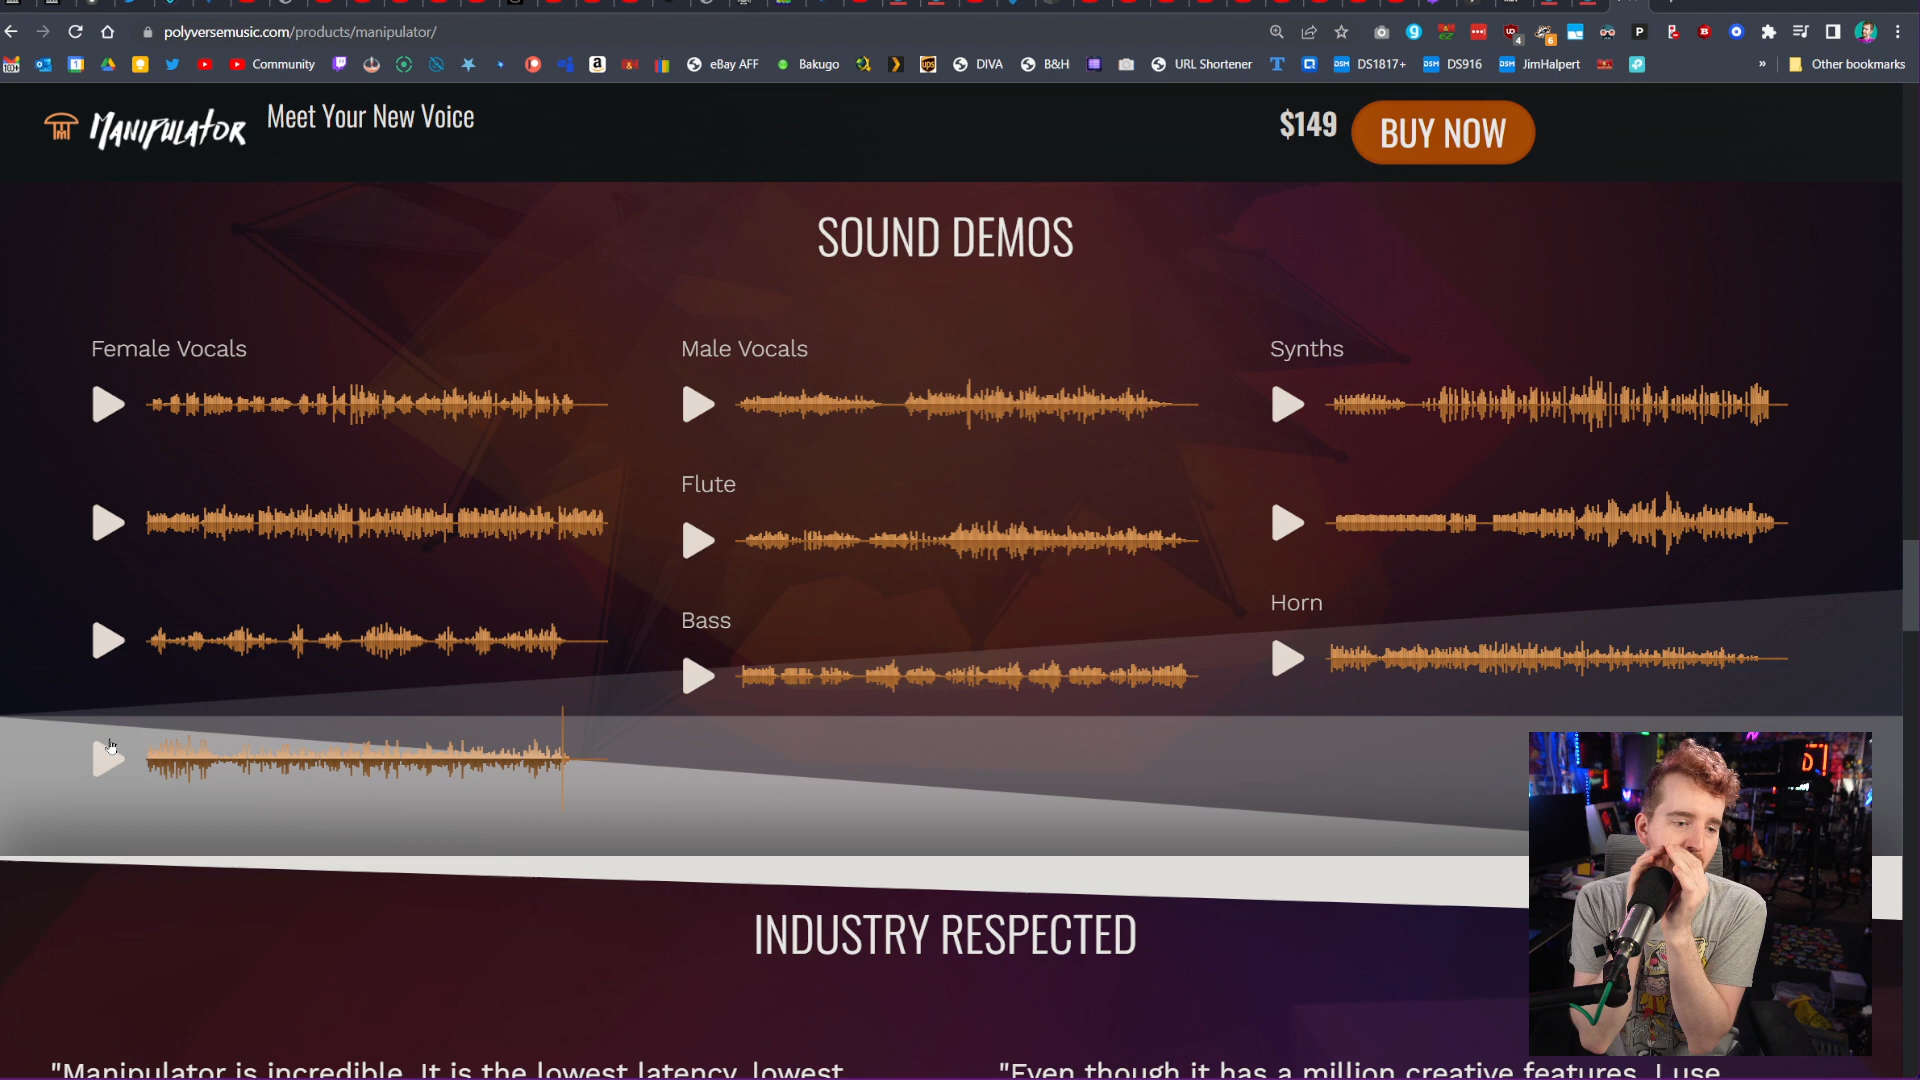 polyversemusic.com/products/manipulator/
Community
eBay AFF
Bakugo
DIVA
B&H
URL Shortener
DS1817+
DS916
JimHalpert
»
Other bookmarks
MANIPULATOR
Meet Your New Voice
$149
BUY NOW
SOUND DEMOS
Female Vocals
Male Vocals
Synths
Flute
Horn
Bass
INDUSTRY RESPECTED
"Manipulator is incredible. It is the lowest latency, lowest
"Even though it has a million creative features, I use